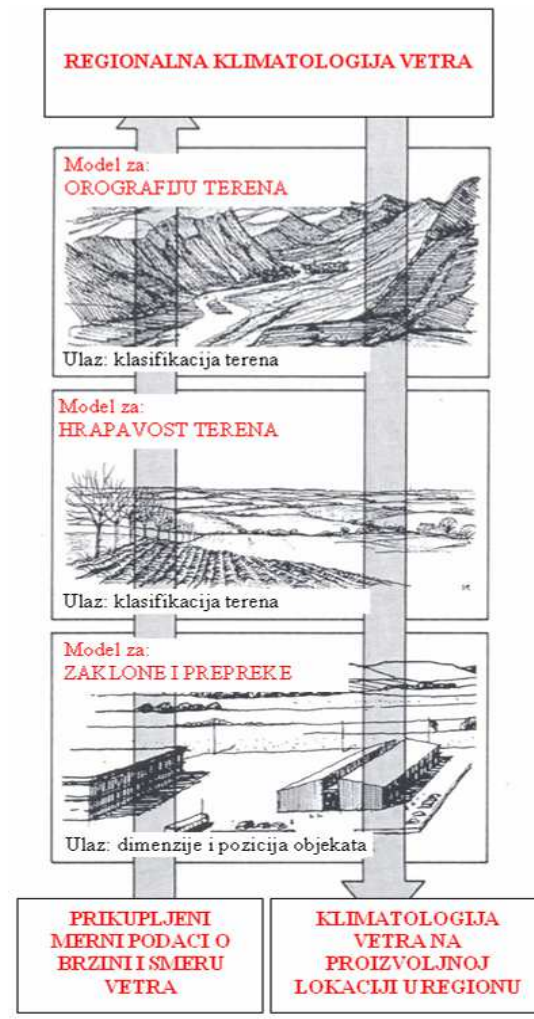 REGIONALNA KLIMATOLOGIJA VETRA
Model za:
OROGRAFIJU TERENA
Ulaz: klasifikacija terena
Model za:
HRAPAVOST TERENA
Ulaz: klasifikacija terena
Model za:
ZAKLONE I PREPREKE
Ulaz: dimenzije i pozicija objekata
PRIKUPLJENI
MERNI PODACI O
BRZINI I SMERU
VETRA
KLIMATOLOGIJA
VETRA NA
PROIZVOLJNOJ
LOKACIJI U REGIONU